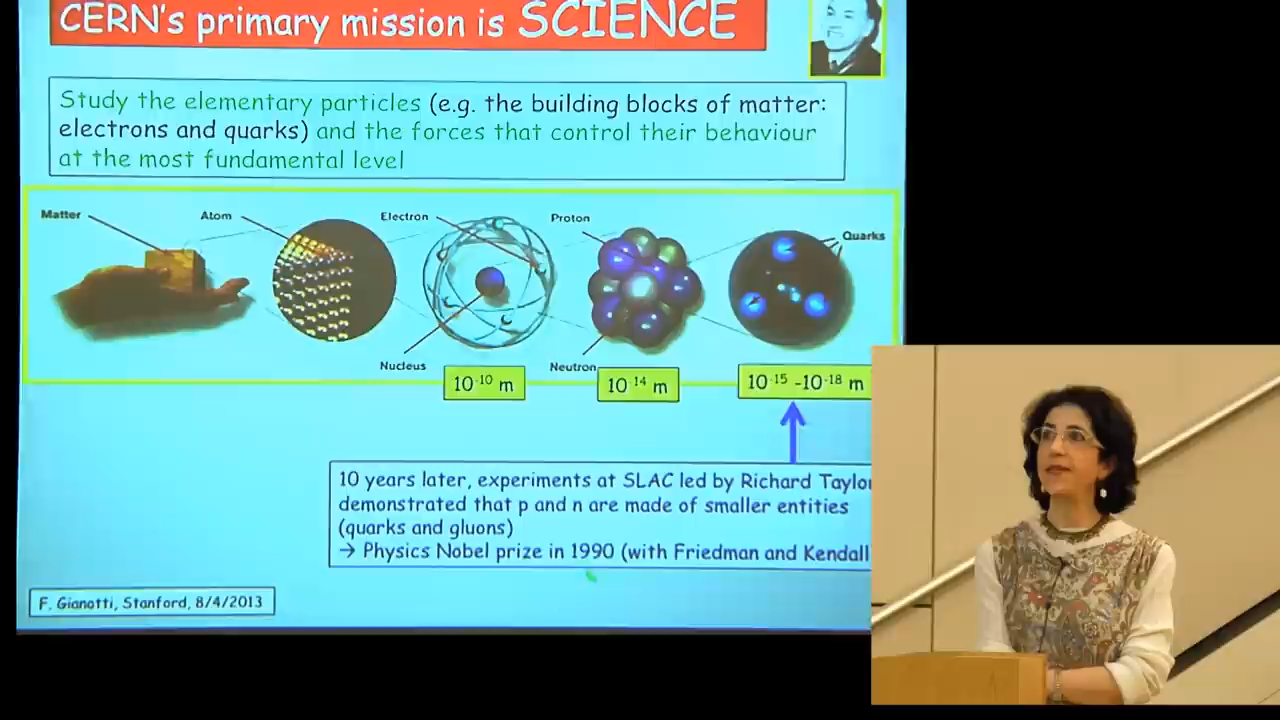 CERN's primary mission is SCIENCE
Study the elementary particles (e.g. the building blocks of matter:
electrons and quarks) and the forces that control their behaviour
at the most fundamental level
Matter
Atom
Electron
Proton
Quarks
Nucleus
Neutron
10-10 m
10-14 m
10-15 -10-18 m
10 years later, experiments at SLAC led by Richard Taylor
demonstrated that p and n are made of smaller entities
(quarks and gluons)
→ Physics Nobel prize in 1990 (with Friedman and Kendall
F. Gianotti, Stanford, 8/4/2013